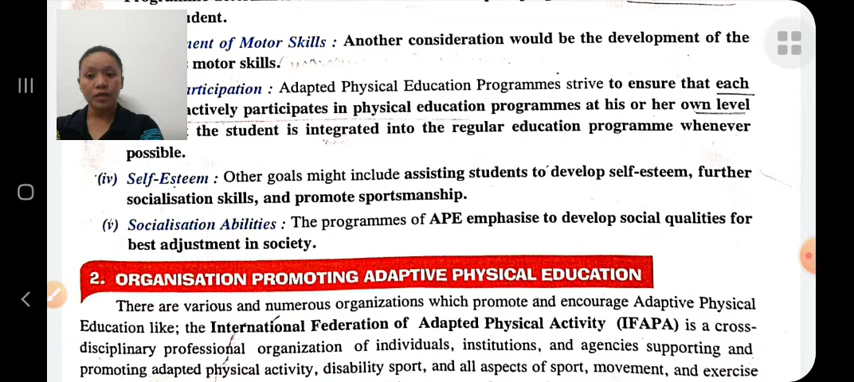 udent.
ent of Motor Skills : Another consideration would be the development of the
motor skills.
articipation : Adapted Physical Education Programmes strive to ensure that each
actively participates in physical education programmes at his or her own level
the student is integrated into the regular education programme whenever
possible.
(iv) Self-Esteem : Other goals might include assisting students to develop self-esteem, further
socialisation skills, and promote sportsmanship.
(v) Socialisation Abilities : The programmes of APE emphasise to develop social qualities for
best adjustment in society.
2. ORGANISATION PROMOTING ADAPTIVE PHYSICAL EDUCATION
There are various and numerous organizations which promote and encourage Adaptive Physical
Education like; the International Federation of Adapted Physical Activity (IFAPA) is a cross-
disciplinary professional organization of individuals, institutions, and agencies supporting and
promoting adapted physical activity, disability sport, and all aspects of sport, movement, and exercise